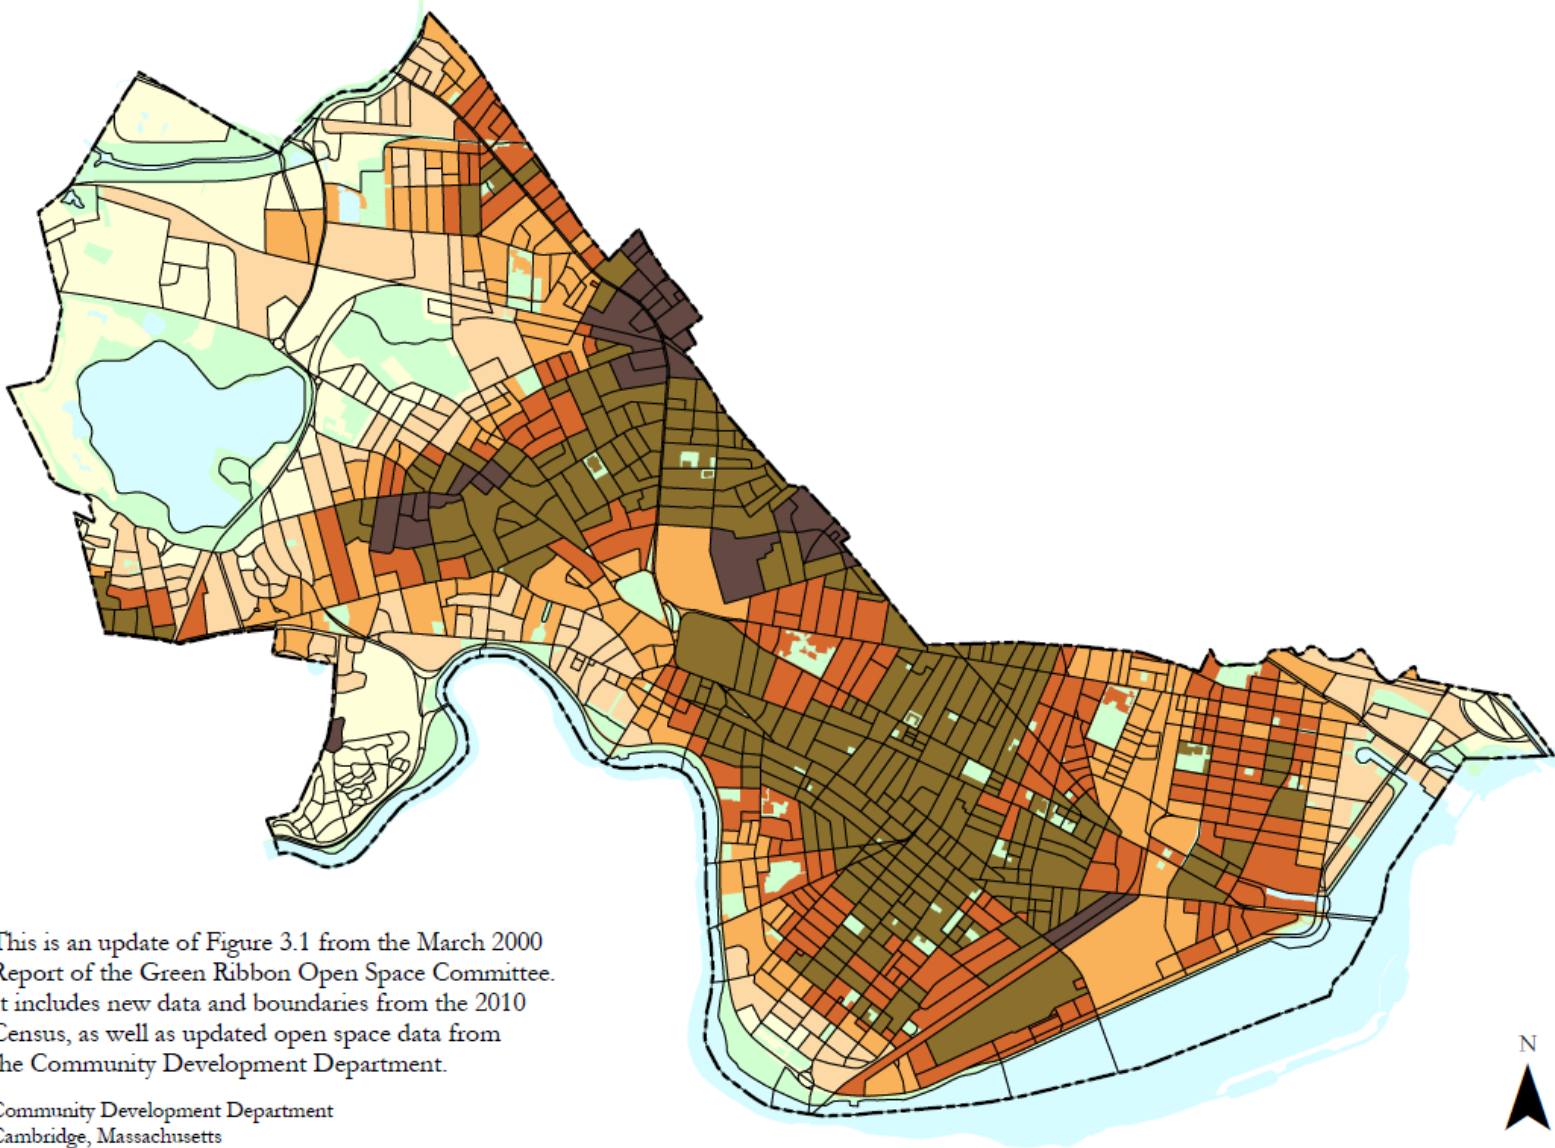 This is an update of Figure 3.1 from the March 2000
Report of the Green Ribbon Open Space Committee.
It includes new data and boundaries from the 2010
Census, as well as updated open space data from
the Community Development Department.
Community Development Department
Cambridge, Massachusetts
N